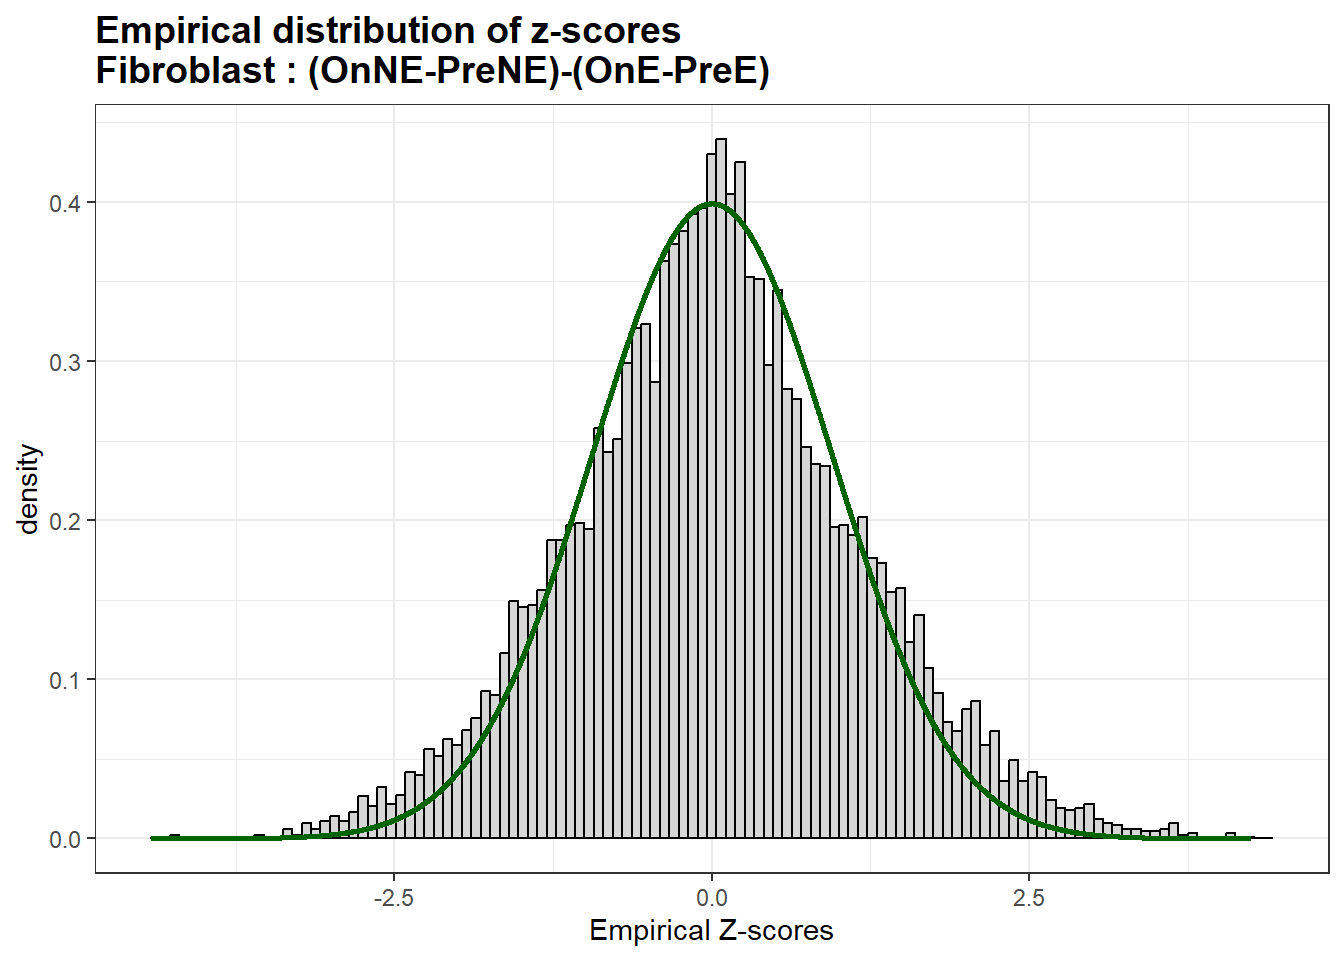 Empirical distribution of z-scores
Fibroblast : (OnNE-PreNE)-(OnE-PreE)
0.4
0.3
0.2
0.1
0.0
density
-2.5 0.0 2.5
Empirical Z-scores